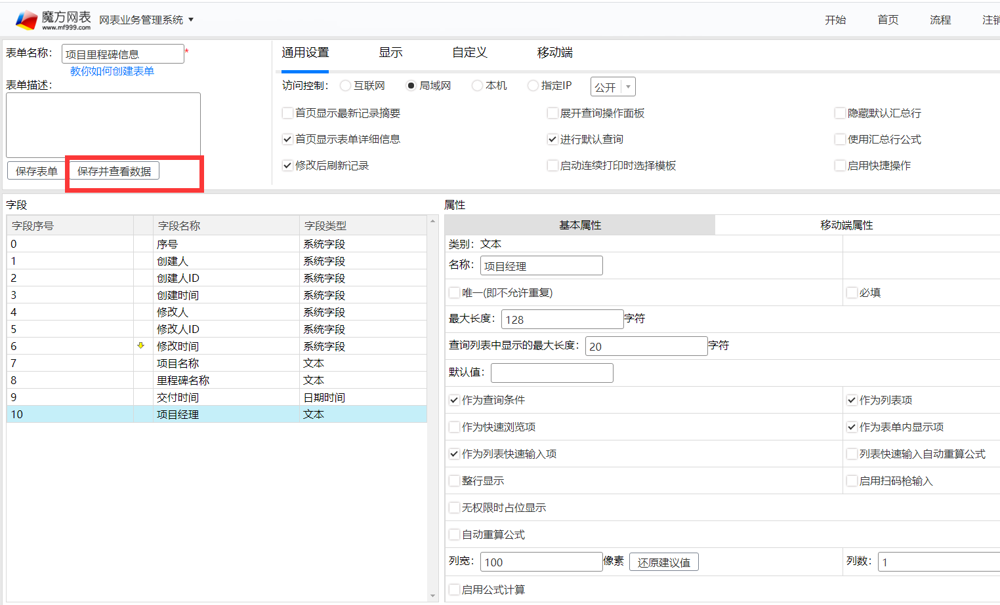 魔方网表
www.mf999.com
网表业务管理系统
开始 首页 流程
表单名称： 项目里程碑信息 *
教你如何创建表单
表单描述：
保存表单 保存并查看数据
通用设置 显示 自定义 移动端
访问控制： 互联网 局域网 本机 指定IP 公开
首页显示最新记录摘要 展开查询操作面板 隐藏默认汇总行
首页显示表单详细信息 进行默认查询 使用汇总行公式
修改后刷新记录 启动连续打印时选择模板 启用快捷操作
字段
字段序号 字段名称 字段类型
0 序号 系统字段
1 创建人 系统字段
2 创建人ID 系统字段
3 创建时间 系统字段
4 修改人 系统字段
5 修改人ID 系统字段
6 修改时间 系统字段
7 项目名称 文本
8 里程碑名称 文本
9 交付时间 日期时间
10 项目经理 文本
属性
基本属性 移动端属性
类别：文本
名称： 项目经理
唯一(即不允许重复) 必填
最大长度： 128 字符
查询列表中显示的最大长度： 20 字符
默认值：
作为查询条件 作为列表项
作为快速浏览项 作为表单内显示项
作为列表快速输入项 列表快速输入自动重算公式
整行显示 启用扫码枪输入
无权限时占位显示
自动重算公式
列宽： 100 像素 还原建议值 列数： 1
启用公式计算